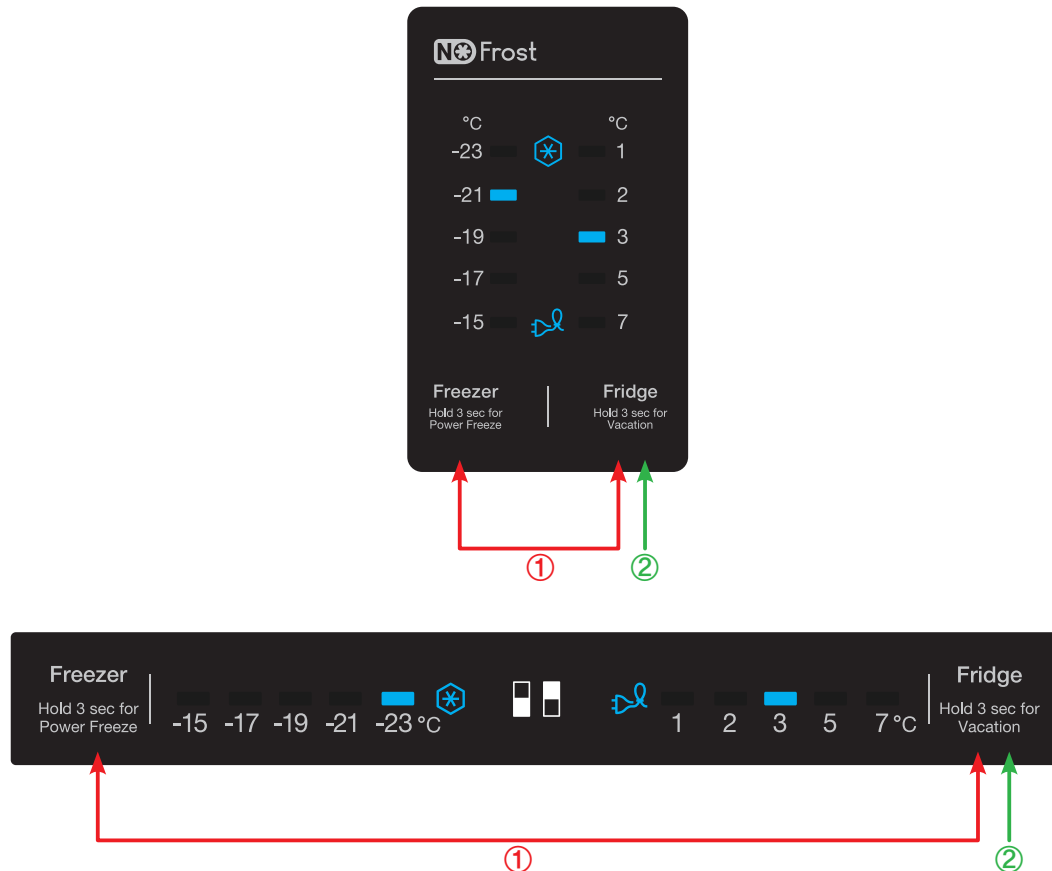 NO Frost
°C °C
-23 1
-21 2
-19 3
-17 5
-15 7
Freezer Fridge
Hold 3 sec for Hold 3 sec for
Power Freeze Vacation
① ②
Freezer Fridge
Hold 3 sec for Hold 3 sec for
Power Freeze -15 -17 -19 -21 -23 °C 1 2 3 5 7 °C Vacation
① ②